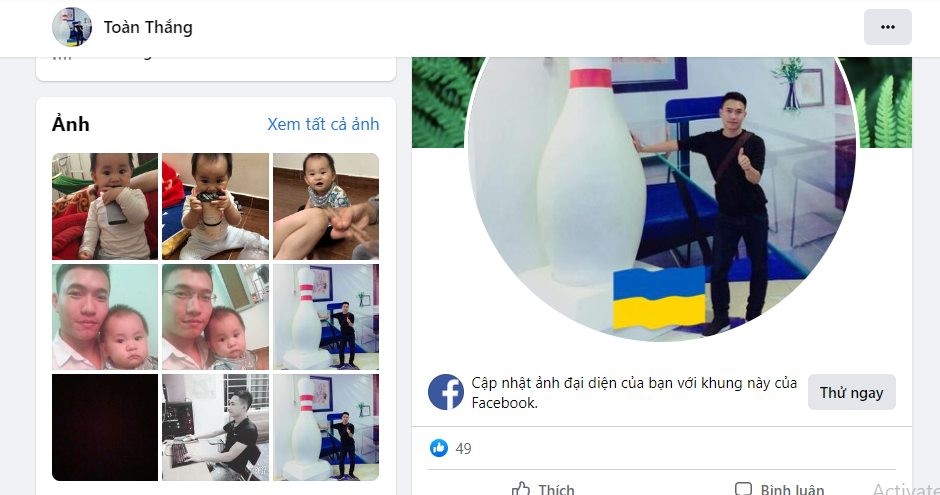 Toàn Thắng
Ảnh
Xem tất cả ảnh
Cập nhật ảnh đại diện của bạn với khung này của
Facebook.
Thử ngay
49
Thích
Bình luận
Activate